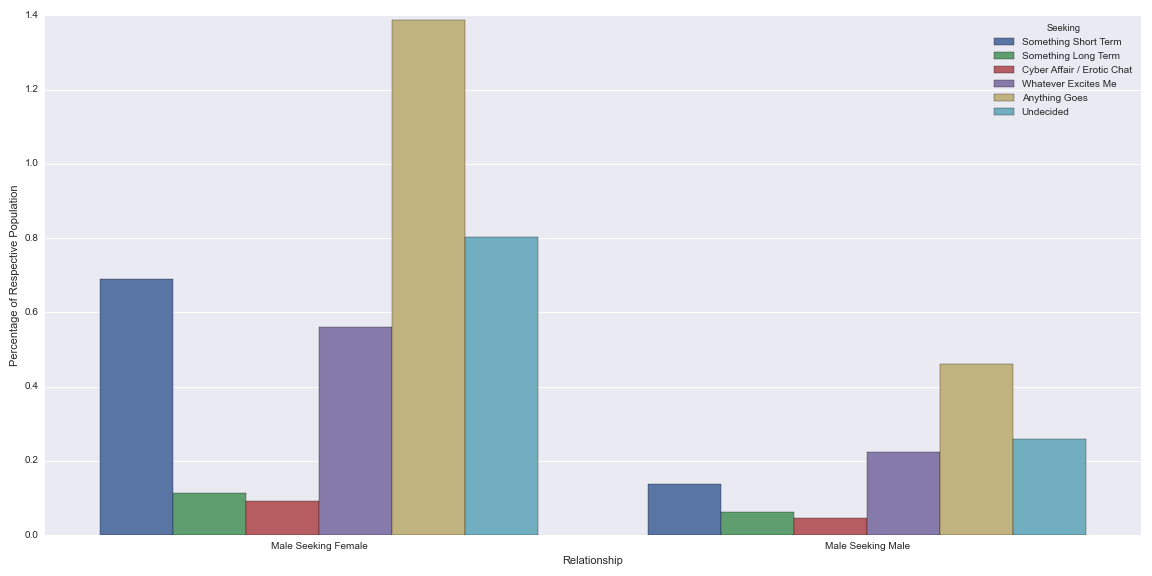 1.4
1.2
1.0
0.8
0.6
0.4
0.2
0.0
Percentage of Respective Population
Seeking
Something Short Term
Something Long Term
Cyber Affair / Erotic Chat
Whatever Excites Me
Anything Goes
Undecided
Male Seeking Female
Male Seeking Male
Relationship